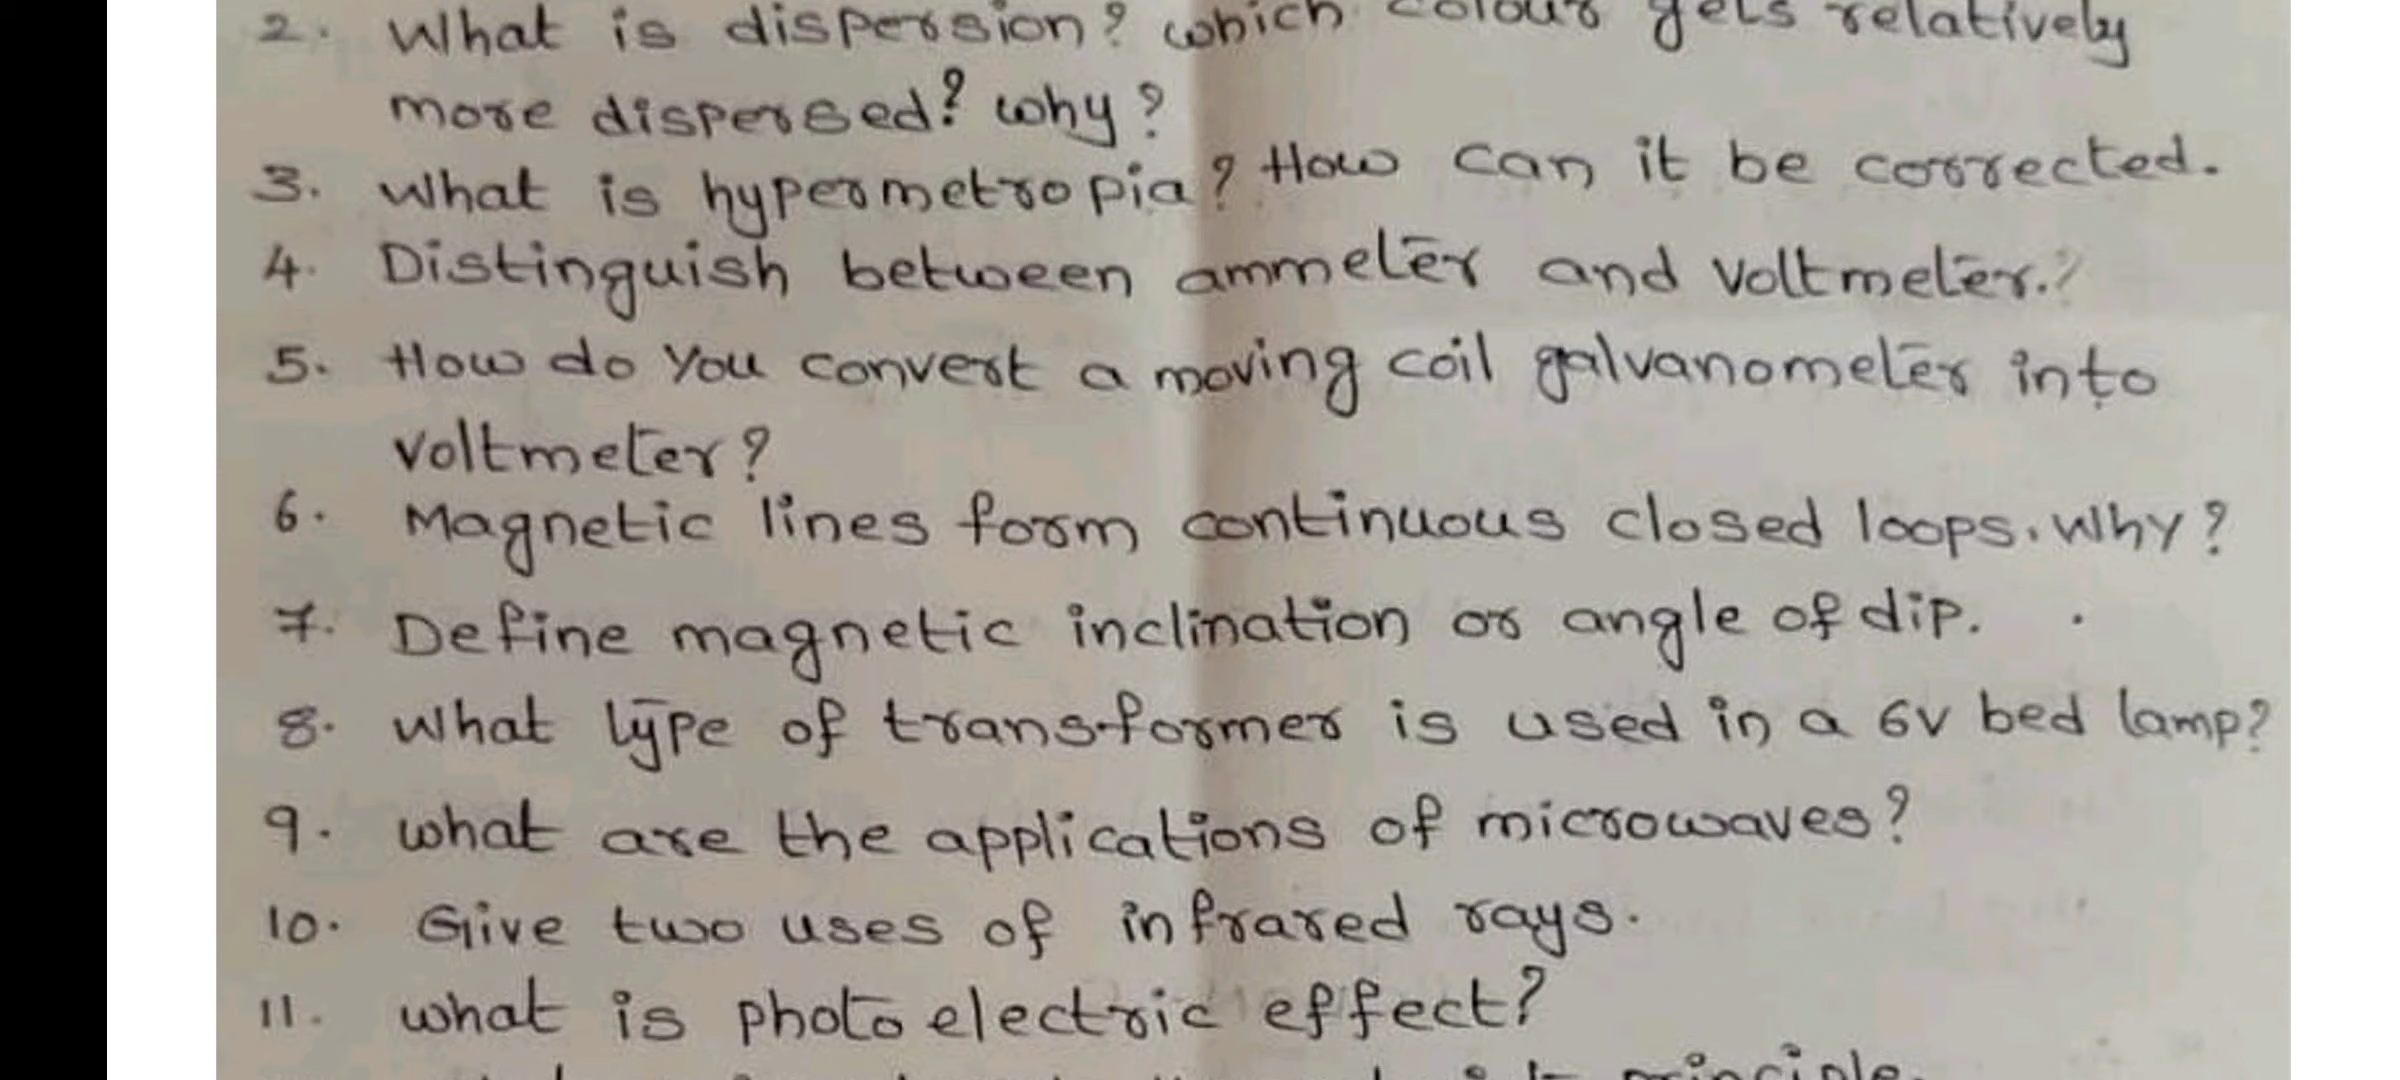 2. What is dispersion? which colour gets relatively
more dispersed? why?
3. What is hypermetropia? How can it be corrected.
4. Distinguish between ammeter and voltmeter.?
5. How do you convert a moving coil galvanometer into
voltmeter?
6. Magnetic lines form continuous closed loops. Why?
7. Define magnetic inclination or angle of dip.
8. What type of transformer is used in a 6V bed lamp?
9. what are the applications of microwaves?
10. Give two uses of infrared rays.
11. what is photo electric effect?
principle.